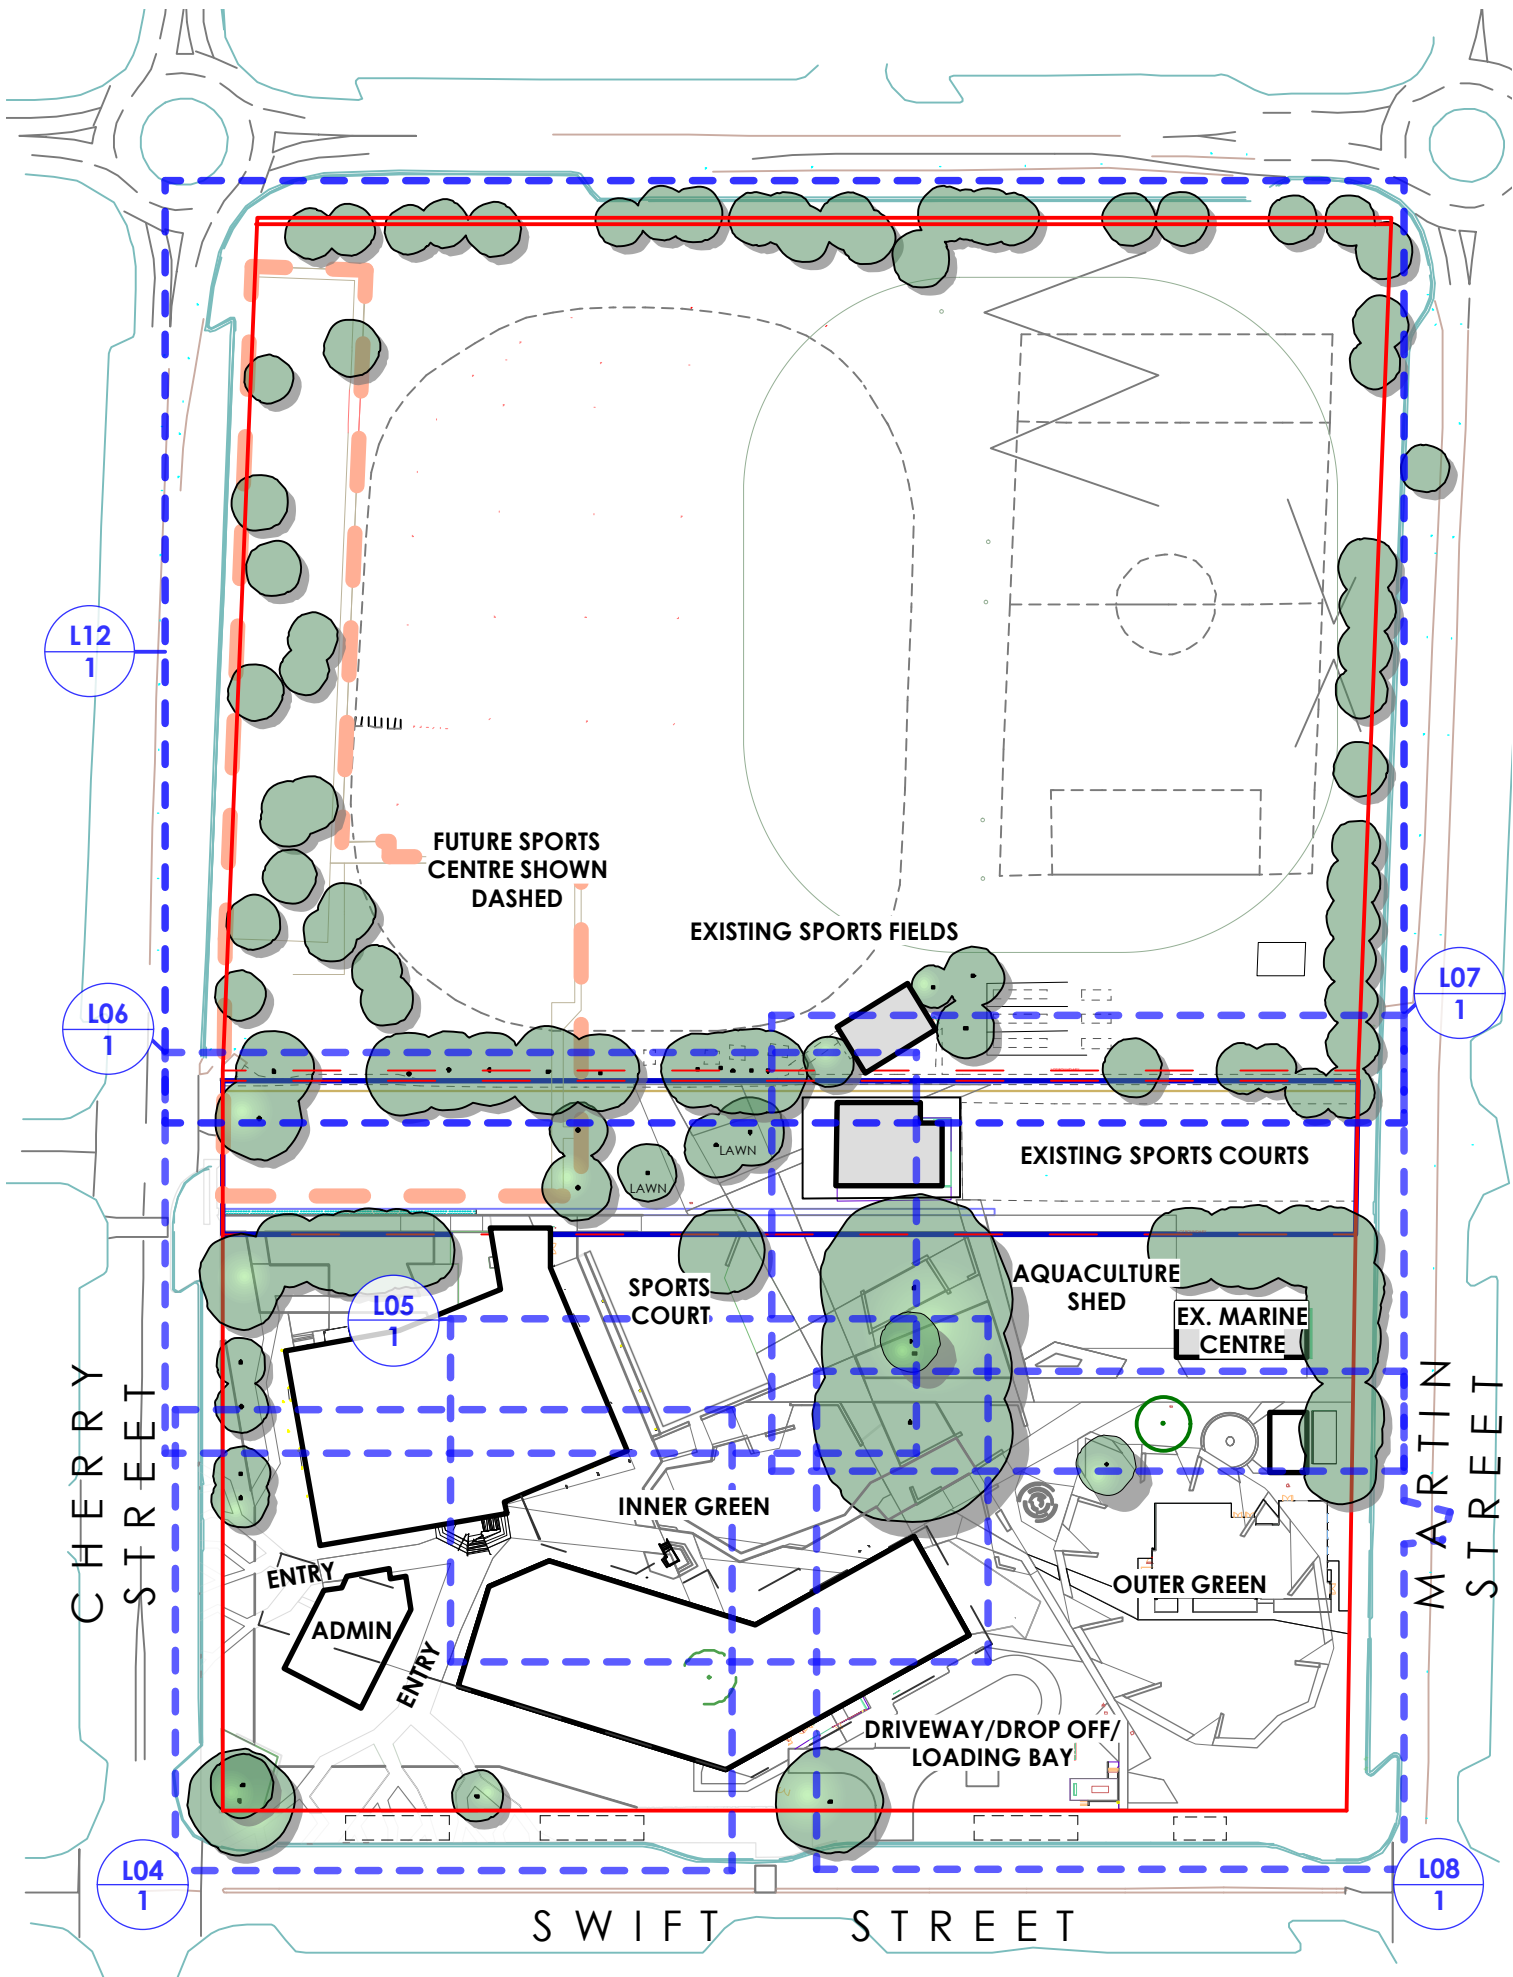 L12
1
FUTURE SPORTS
CENTRE SHOWN
DASHED
EXISTING SPORTS FIELDS
L07
1
L06
1
LAWN
LAWN
EXISTING SPORTS COURTS
SPORTS
COURT
AQUACULTURE
SHED
EX. MARINE
CENTRE
L05
1
CHERRY
STREET
MARTIN
STREET
INNER GREEN
ENTRY
ADMIN
ENTRY
OUTER GREEN
DRIVEWAY/DROP OFF/
LOADING BAY
L04
1
L08
1
SWIFT STREET